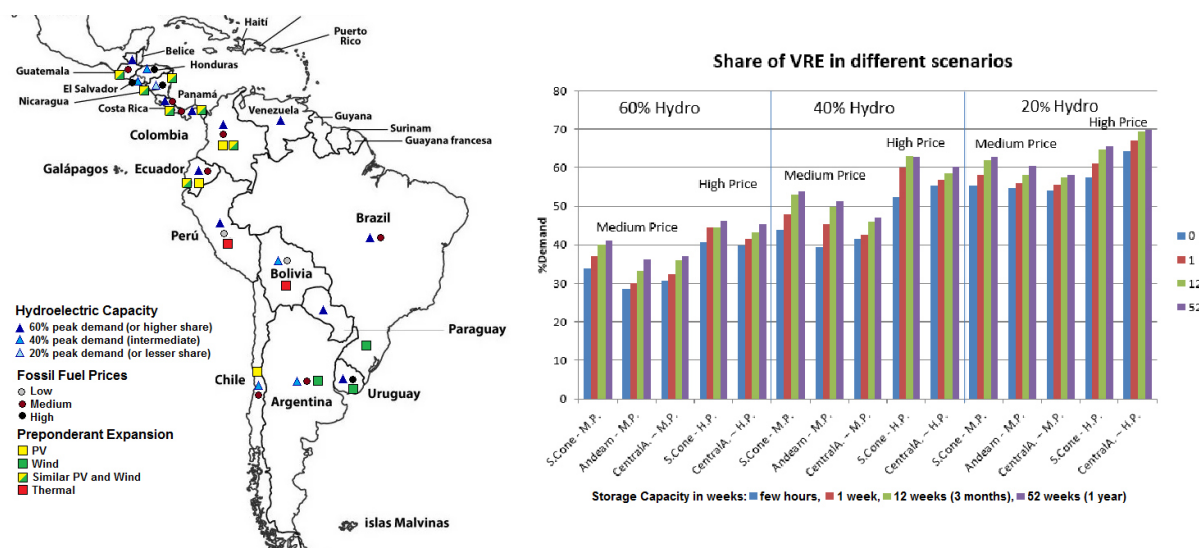 Haití
Puerto
Rico
Belice
Guatemala
Honduras
El Salvador
Nicaragua
Costa Rica
Panamá
Venezuela
Guyana
Surinam
Guayana francesa
Colombia
Galápagos
Ecuador
Brazil
Perú
Bolivia
Paraguay
Chile
Argentina
Uruguay
islas Malvinas
Hydroelectric Capacity
60% peak demand (or higher share)
40% peak demand (intermediate)
20% peak demand (or lesser share)
Fossil Fuel Prices
Low
Medium
High
Preponderant Expansion
PV
Wind
Similar PV and Wind
Thermal
Share of VRE in different scenarios
80
70
60
50
40
30
20
10
0
%Demand
60% Hydro
40% Hydro
20% Hydro
Medium Price
High Price
Medium Price
High Price
Medium Price
High Price
S.Cone - M.P.
Andearn - M.P.
CentralA. – M.P.
S.Cone - H.P.
CentralA. – H.P.
S.Cone - M.P.
Andearn - M.P.
CentralA. – M.P.
S.Cone - H.P.
CentralA. – H.P.
S.Cone - M.P.
Andearn - M.P.
CentralA. – M.P.
S.Cone - H.P.
CentralA. – H.P.
0
1
12
52
Storage Capacity in weeks: few hours, 1 week, 12 weeks (3 months), 52 weeks (1 year)